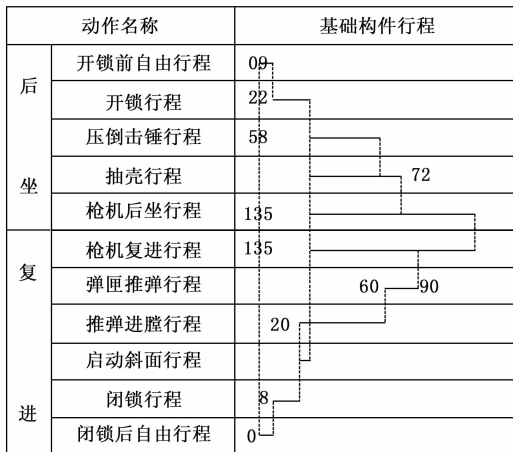 动作名称 基础构件行程
后 开锁前自由行程 09
开锁行程 22
压倒击锤行程 58
坐 抽壳行程 72
枪机后坐行程 135
复 枪机复进行程 135
弹匣推弹行程 60 90
推弹进膛行程 20
启动斜面行程
闭锁行程 8
进 闭锁后自由行程 0